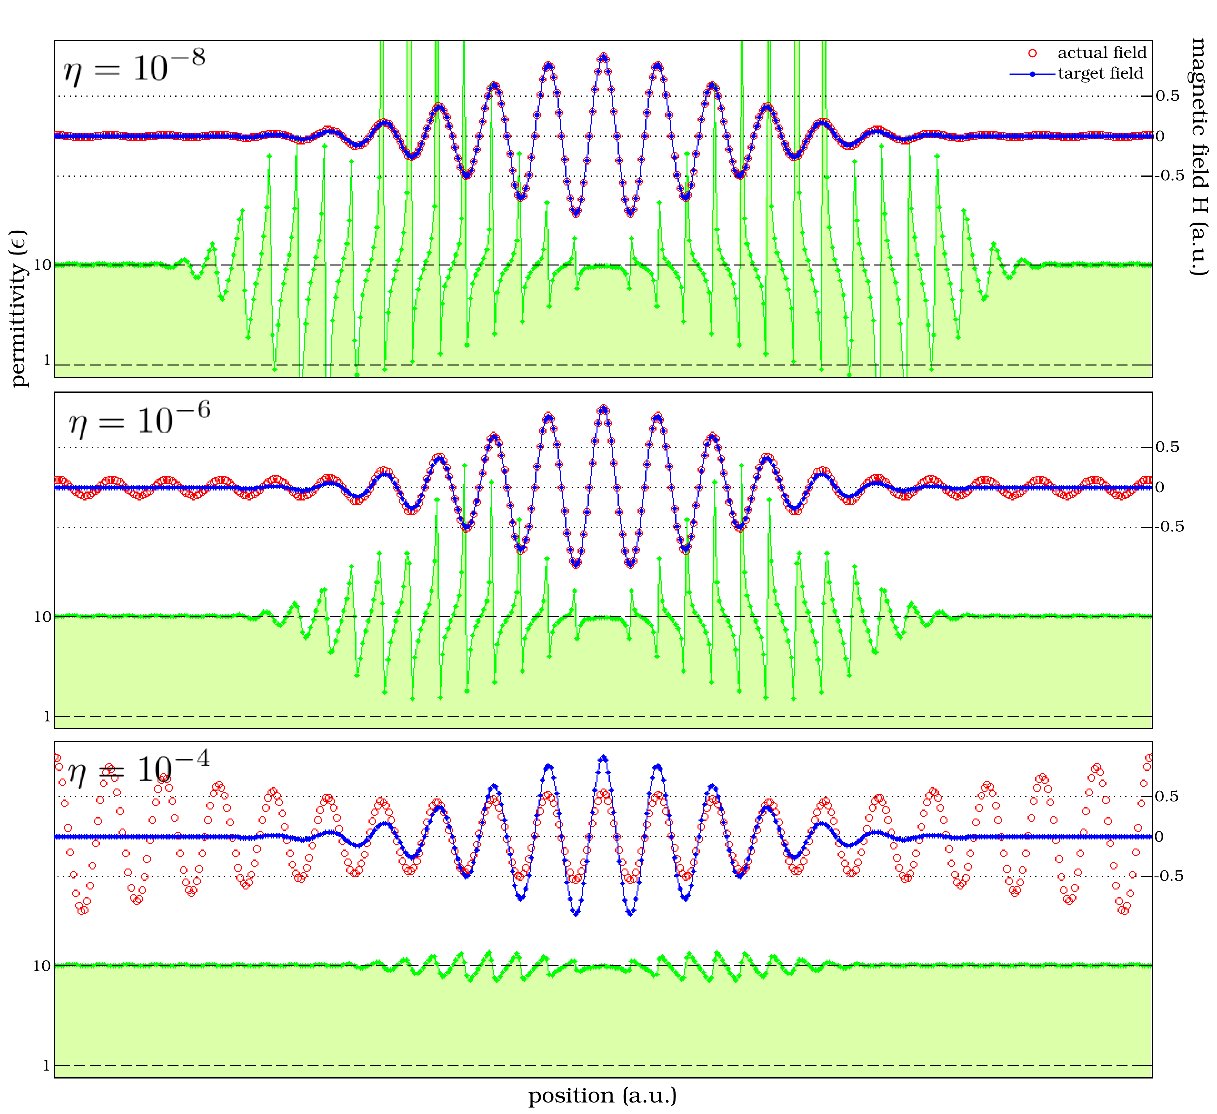 η = 10⁻⁸
actual field
target field
0.5
0
-0.5
10
1
η = 10⁻⁶
0.5
0
-0.5
10
1
η = 10⁻⁴
0.5
0
-0.5
10
1
permittivity (ϵ)
magnetic field H (a.u.)
position (a.u.)